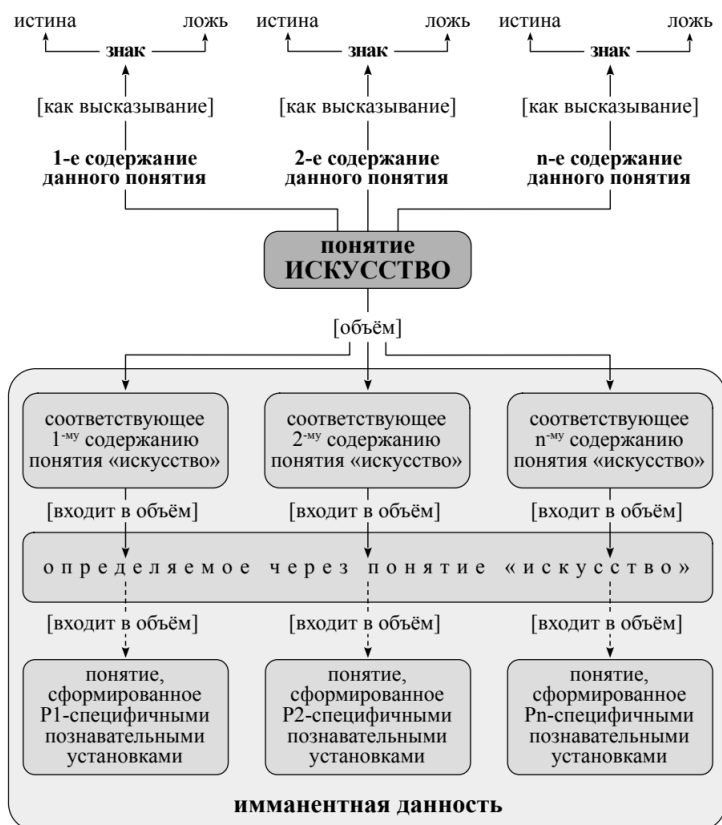 истина ложь истина ложь истина ложь
знак знак знак
[как высказывание] [как высказывание] [как высказывание]
1-е содержание 2-е содержание n-е содержание
данного понятия данного понятия данного понятия
понятие
ИСКУССТВО
[объём]
соответствующее соответствующее соответствующее
1-му содержанию 2-му содержанию n-му содержанию
понятия «искусство» понятия «искусство» понятия «искусство»
[входит в объём] [входит в объём] [входит в объём]
определяемое через понятие «искусство»
[входит в объём] [входит в объём] [входит в объём]
понятие, понятие, понятие,
сформированное сформированное сформированное
P1-специфичными P2-специфичными Pn-специфичными
познавательными познавательными познавательными
установками установками установками
имманентная данность